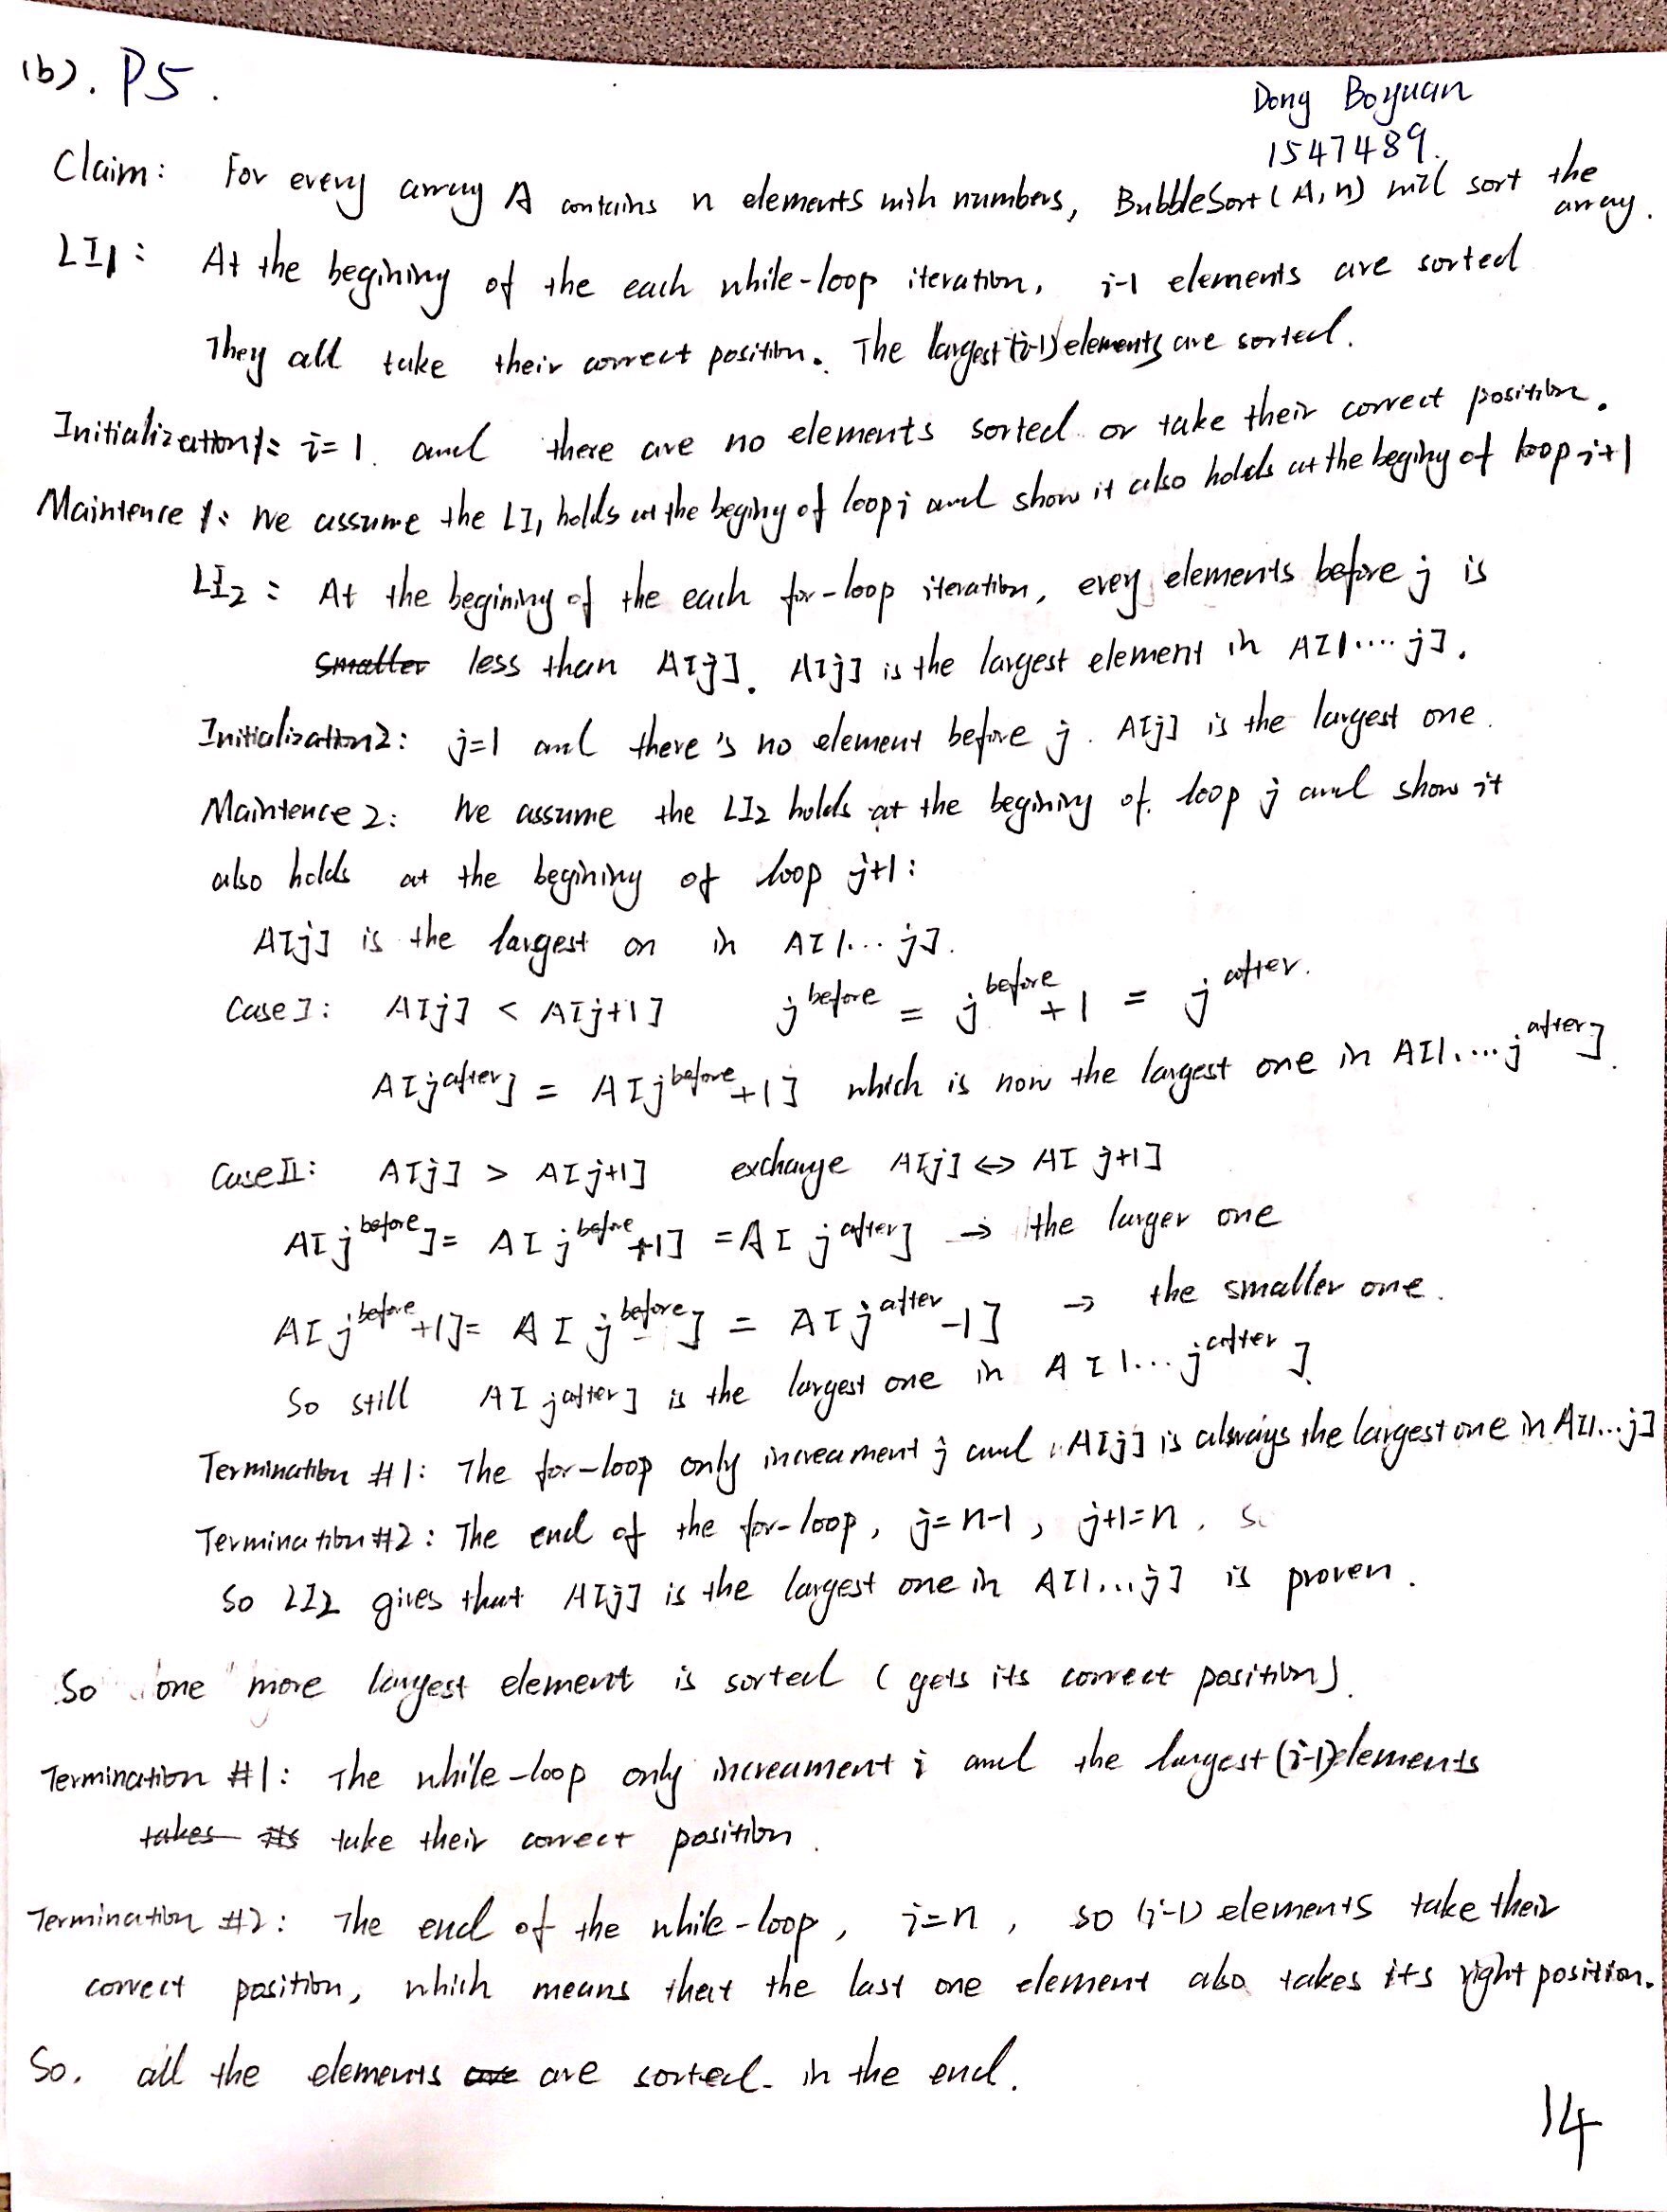 (b). P5.
Dong Boyuan
1547489.
Claim: For every array A contains n elements with numbers, BubbleSort(A,n) will sort the array.
LI1: At the begining of the each while-loop iteration, i-1 elements are sorted
They all take their correct position. The largest (i-1) elements are sorted.
Initialization1: i=1. and there are no elements sorted or take their correct position.
Maintence 1: We assume the LI1 holds at the beginy of loop i and show it also holds at the beginy of loop i+1
LI2: At the begining of the each for-loop iteration, every elements before j is
smaller less than A[j]. A[j] is the largest element in A[1....j].
Initialization2: j=1 and there's no element before j. A[j] is the largest one.
Maintence 2: We assume the LI2 holds at the begining of loop j and show it
also holds at the begining of loop j+1:
A[j] is the largest on in A[1...j].
Case I: A[j] < A[j+1] j^before = j^before + 1 = j^after.
A[j^after] = A[j^before+1] which is now the largest one in A[1....j^after].
Case II: A[j] > A[j+1] exchange A[j] ↔ A[j+1]
A[j^before] = A[j^before+1] = A[j^after] → the larger one
A[j^before+1] = A[j^before] = A[j^after-1] → the smaller one.
So still A[j^after] is the largest one in A[1...j^after].
Termination #1: The for-loop only increament j and A[j] is always the largest one in A[1...j]
Termination #2: The end of the for-loop, j=n-1, j+1=n. S
So LI2 gives that A[j] is the largest one in A[1...j] is proven.
So one more largest element is sorted (gets its correct position).
Termination #1: The while-loop only increament i and the largest (i-1) elements
takes its take their correct position.
Termination #2: The end of the while-loop, i=n, so (i-1) elements take their
correct position, which means that the last one element also takes its right position.
So. all the elements are are sorted in the end.
14